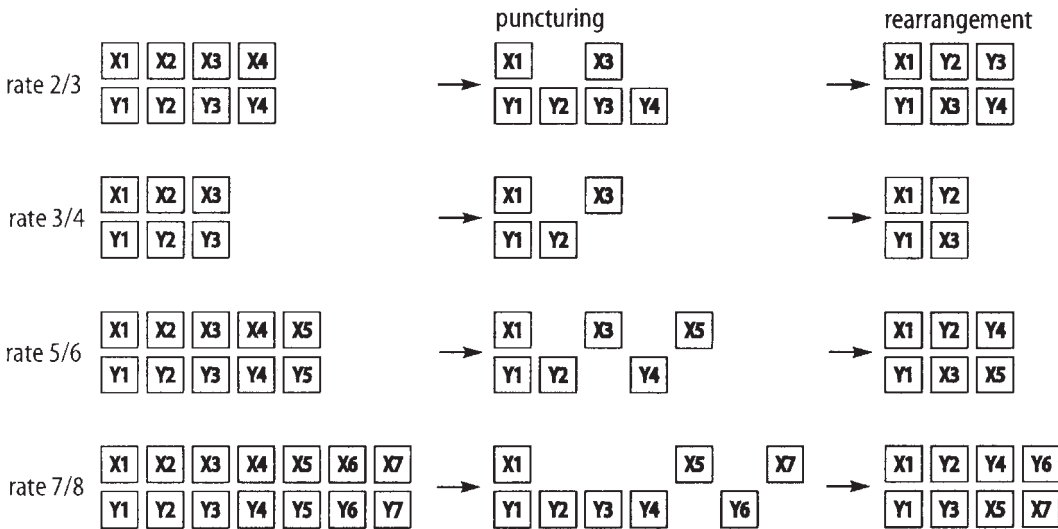 puncturing rearrangement
X1 X2 X3 X4 X1 X3 X1 Y2 Y3
rate 2/3
Y1 Y2 Y3 Y4 Y1 Y2 Y3 Y4 Y1 X3 Y4
X1 X2 X3 X1 X3 X1 Y2
rate 3/4
Y1 Y2 Y3 Y1 Y2 Y1 X3
X1 X2 X3 X4 X5 X1 X3 X5 X1 Y2 Y4
rate 5/6
Y1 Y2 Y3 Y4 Y5 Y1 Y2 Y4 Y1 X3 X5
X1 X2 X3 X4 X5 X6 X7 X1 X5 X7 X1 Y2 Y4 Y6
rate 7/8
Y1 Y2 Y3 Y4 Y5 Y6 Y7 Y1 Y2 Y3 Y4 Y6 Y1 Y3 X5 X7